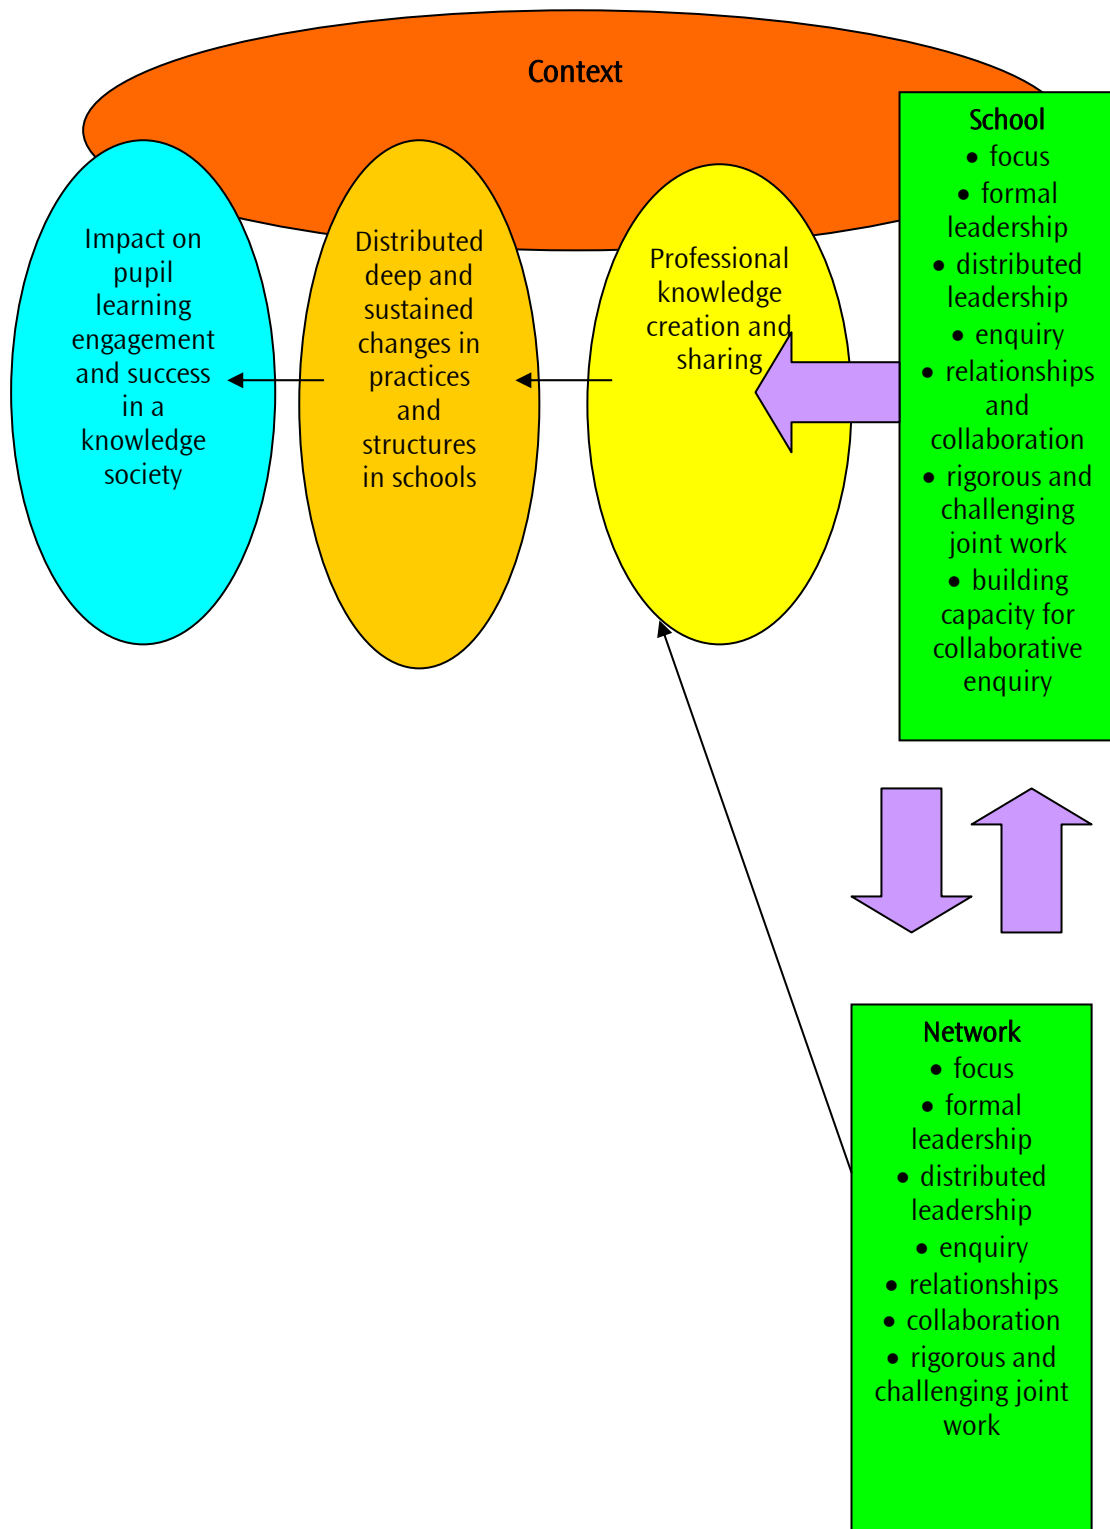 Context
Impact on
pupil
learning
engagement
and success
in a
knowledge
society
Distributed
deep and
sustained
changes in
practices
and
structures
in schools
Professional
knowledge
creation and
sharing
School
• focus
• formal
leadership
• distributed
leadership
• enquiry
• relationships
and
collaboration
• rigorous and
challenging
joint work
• building
capacity for
collaborative
enquiry
Network
• focus
• formal
leadership
• distributed
leadership
• enquiry
• relationships
• collaboration
• rigorous and
challenging joint
work